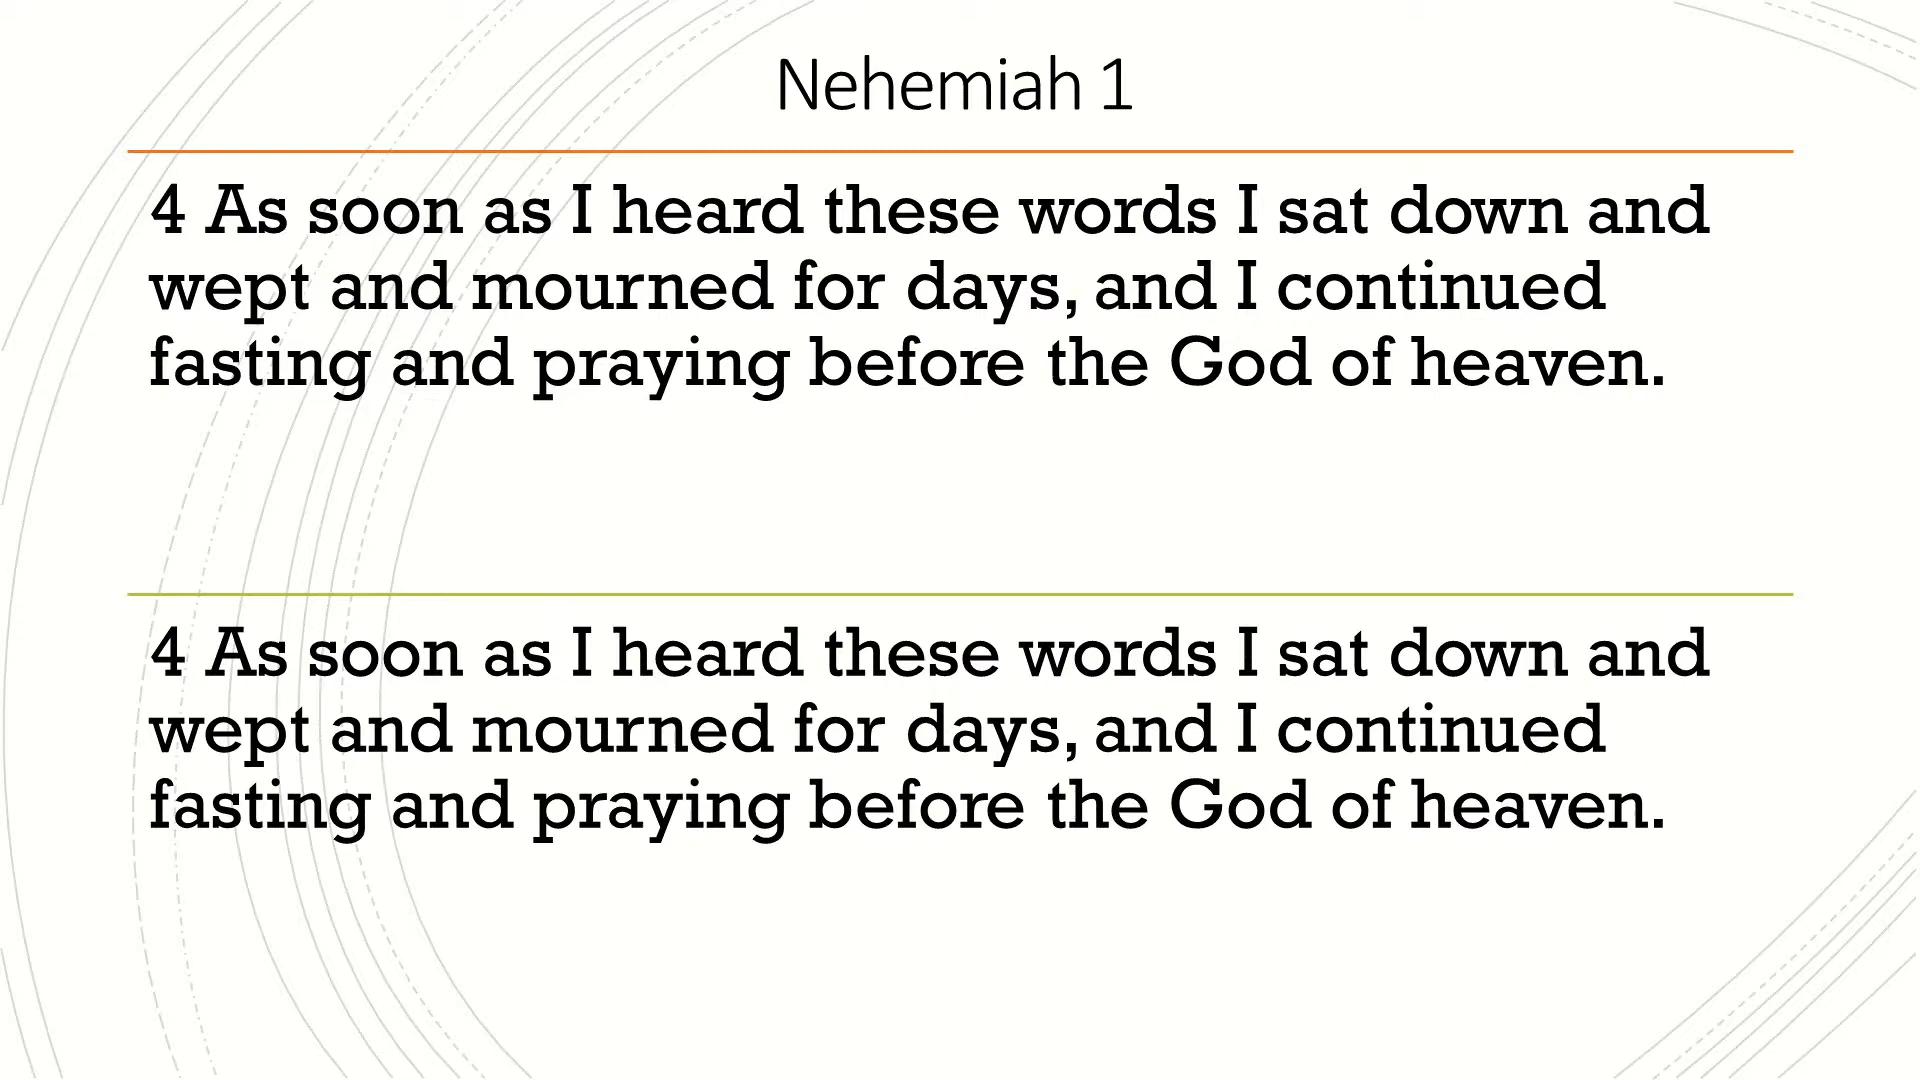 Nehemiah 1
4 As soon as I heard these words I sat down and
wept and mourned for days, and I continued
fasting and praying before the God of heaven.
4 As soon as I heard these words I sat down and
wept and mourned for days, and I continued
fasting and praying before the God of heaven.